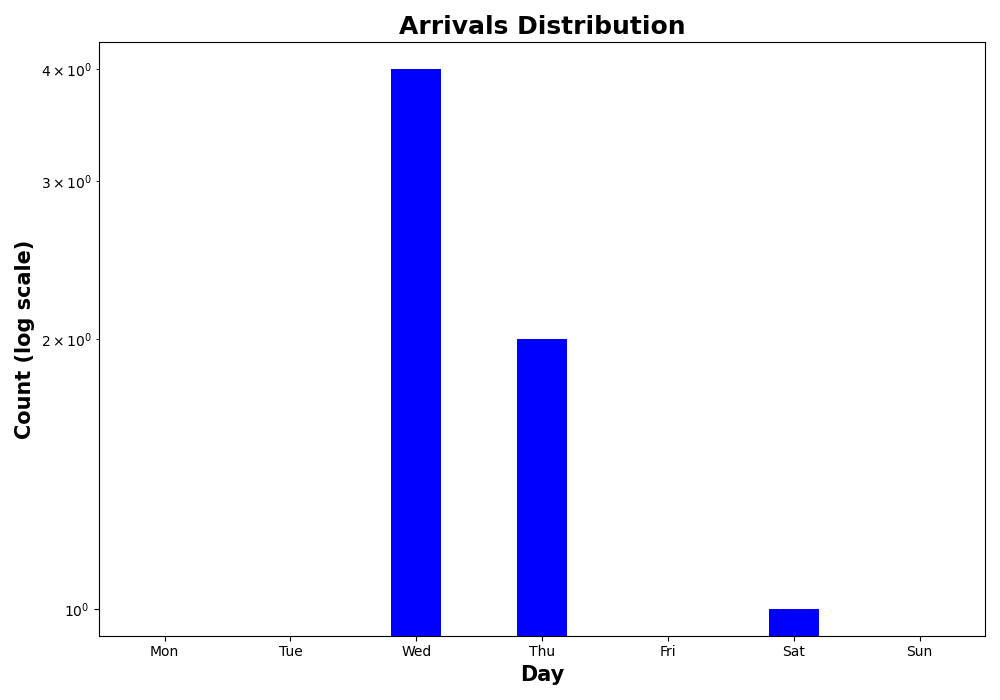 Arrivals Distribution
4 × 10⁰
3 × 10⁰
2 × 10⁰
10⁰
Count (log scale)
Mon Tue Wed Thu Fri Sat Sun
Day